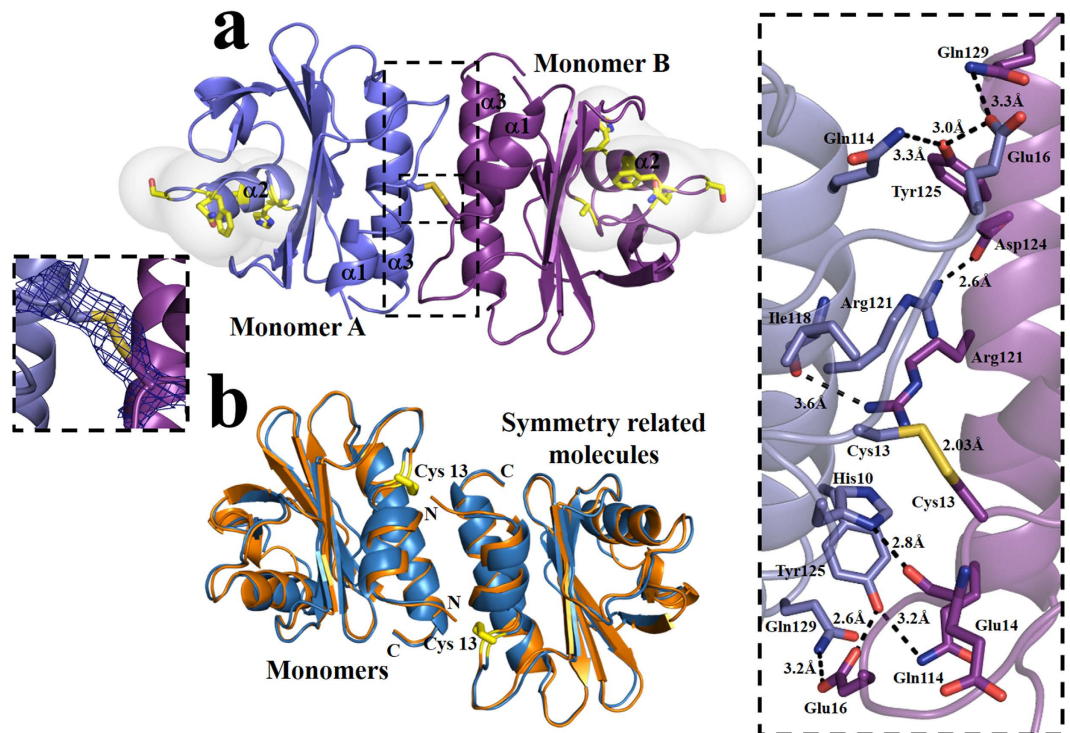 a
Monomer B
α3
α1
α2
α2
α1
α3
Monomer A
b
Symmetry related
molecules
Cys 13
C
N
N
C
Cys 13
Monomers
Gln129
3.3Å
3.0Å
Gln114
3.3Å
Glu16
Tyr125
Asp124
2.6Å
Arg121
Ile118
Arg121
3.6Å
Cys13
2.03Å
His10
Cys13
2.8Å
Tyr125
Gln129
2.6Å
3.2Å
Glu14
3.2Å
Gln114
Glu16